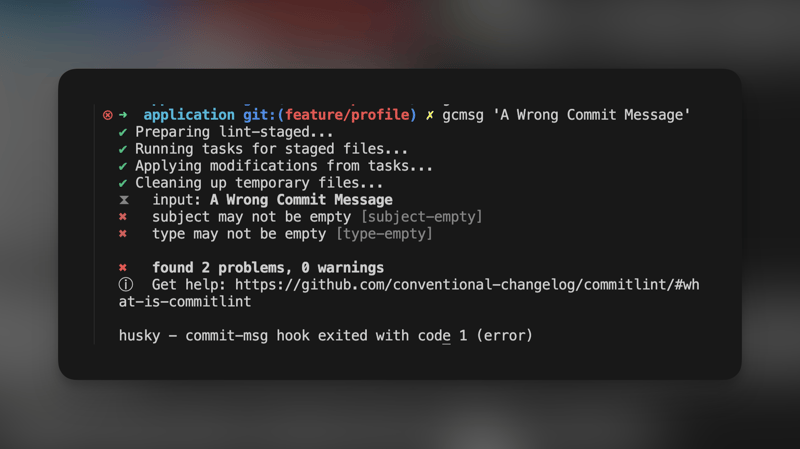 ⊗ ➜ application git:(feature/profile) ✗ gcmsg 'A Wrong Commit Message'
✔ Preparing lint-staged...
✔ Running tasks for staged files...
✔ Applying modifications from tasks...
✔ Cleaning up temporary files...
⧗ input: A Wrong Commit Message
✖ subject may not be empty [subject-empty]
✖ type may not be empty [type-empty]
✖ found 2 problems, 0 warnings
ⓘ Get help: https://github.com/conventional-changelog/commitlint/#wh
at-is-commitlint
husky - commit-msg hook exited with code 1 (error)